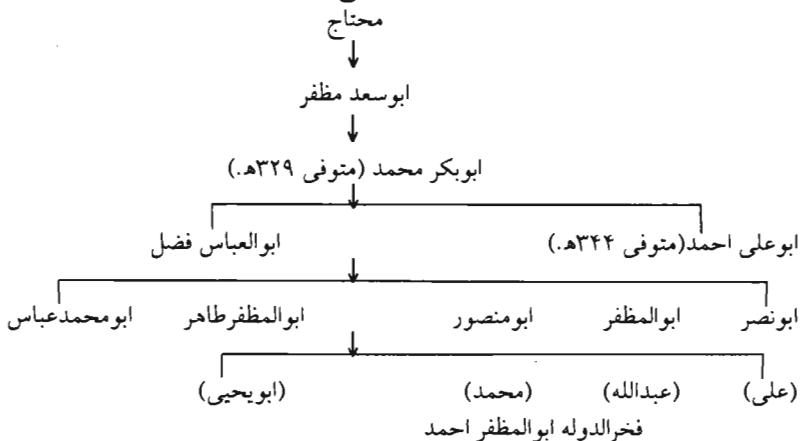 محتاج
ابوسعد مظفر
ابوبکر محمد (متوفی ۳۲۹ه‍.)
ابوعلی احمد(متوفی ۳۴۴ه‍.) ابوالعباس فضل
ابونصر ابوالمظفر ابومنصور ابوالمظفرطاهر ابومحمدعباس
(علی) (عبدالله) (محمد) (ابویحیی)
فخرالدوله ابوالمظفر احمد